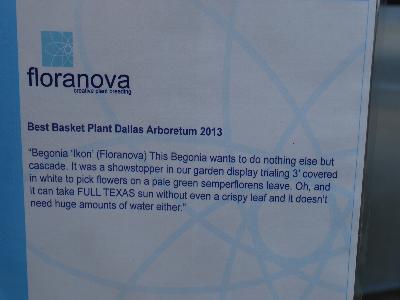 floranova
creative plant breeding
Best Basket Plant Dallas Arboretum 2013
"Begonia 'Ikon' (Floranova) This Begonia wants to do nothing else but
cascade. It was a showstopper in our garden display trialing 3' covered
in white to pick flowers on a pale green semperflorens leave. Oh, and
it can take FULL TEXAS sun without even a crispy leaf and it doesn't
need huge amounts of water either."